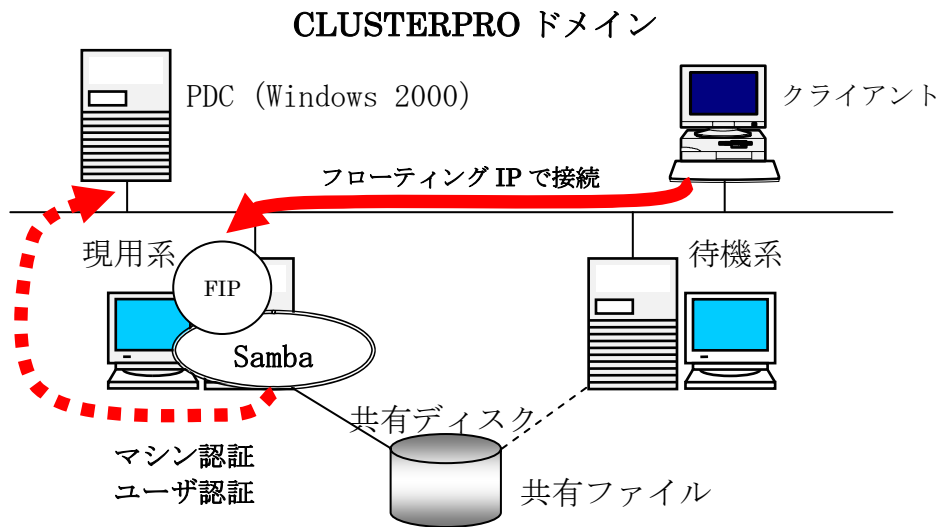 CLUSTERPRO ドメイン
PDC (Windows 2000)
クライアント
フローティング IP で接続
現用系
待機系
FIP
Samba
共有ディスク
マシン認証
ユーザ認証
共有ファイル